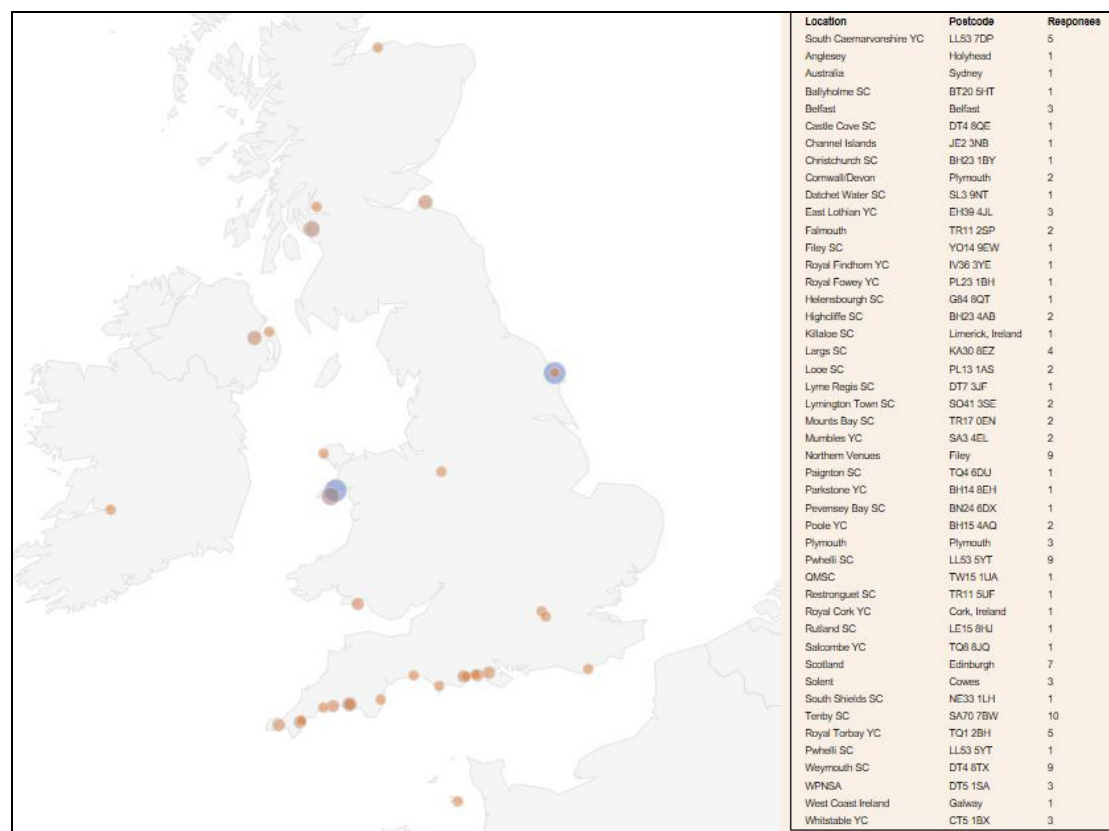 Location Postcode Responses
South Caernarvonshire YC LL53 7DP 5
Anglesey Holyhead 1
Australia Sydney 1
Ballyholme SC BT20 5HT 1
Belfast Belfast 3
Castle Cove SC DT4 8QE 1
Channel Islands JE2 3NB 1
Christchurch SC BH23 1BY 1
Cornwall/Devon Plymouth 2
Datchet Water SC SL3 9NT 1
East Lothian YC EH39 4JL 3
Falmouth TR11 2SP 2
Filey SC YO14 9EW 1
Royal Findhorn YC IV36 3YE 1
Royal Fowey YC PL23 1BH 1
Helensbourgh SC G84 8QT 1
Highcliffe SC BH23 4AB 2
Killaloe SC Limerick, Ireland 1
Largs SC KA30 8EZ 4
Looe SC PL13 1AS 2
Lyme Regis SC DT7 3JF 1
Lymington Town SC SO41 3SE 2
Mounts Bay SC TR17 0EN 2
Mumbles YC SA3 4EL 2
Northern Venues Filey 9
Paignton SC TQ4 6DU 1
Parkstone YC BH14 8EH 1
Pevensey Bay SC BN24 6DX 1
Poole YC BH15 4AQ 2
Plymouth Plymouth 3
Pwhelli SC LL53 5YT 9
QMSC TW15 1UA 1
Restronguet SC TR11 5UF 1
Royal Cork YC Cork, Ireland 1
Rutland SC LE15 8HJ 1
Salcombe YC TQ8 8JQ 1
Scotland Edinburgh 7
Solent Cowes 3
South Shields SC NE33 1LH 1
Tenby SC SA70 7BW 10
Royal Torbay YC TQ1 2BH 5
Pwhelli SC LL53 5YT 1
Weymouth SC DT4 8TX 9
WPNSA DT5 1SA 3
West Coast Ireland Galway 1
Whitstable YC CT5 1BX 3